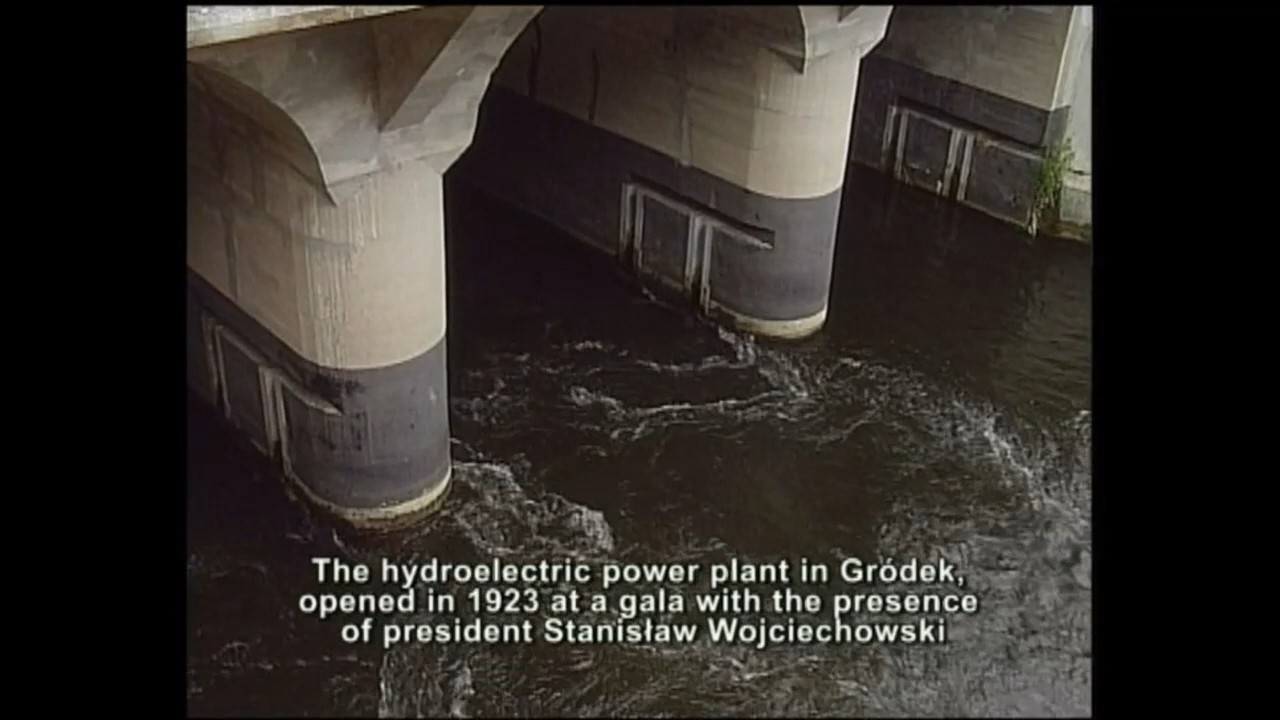 The hydroelectric power plant in Gródek,
opened in 1923 at a gala with the presence
of president Stanisław Wojciechowski